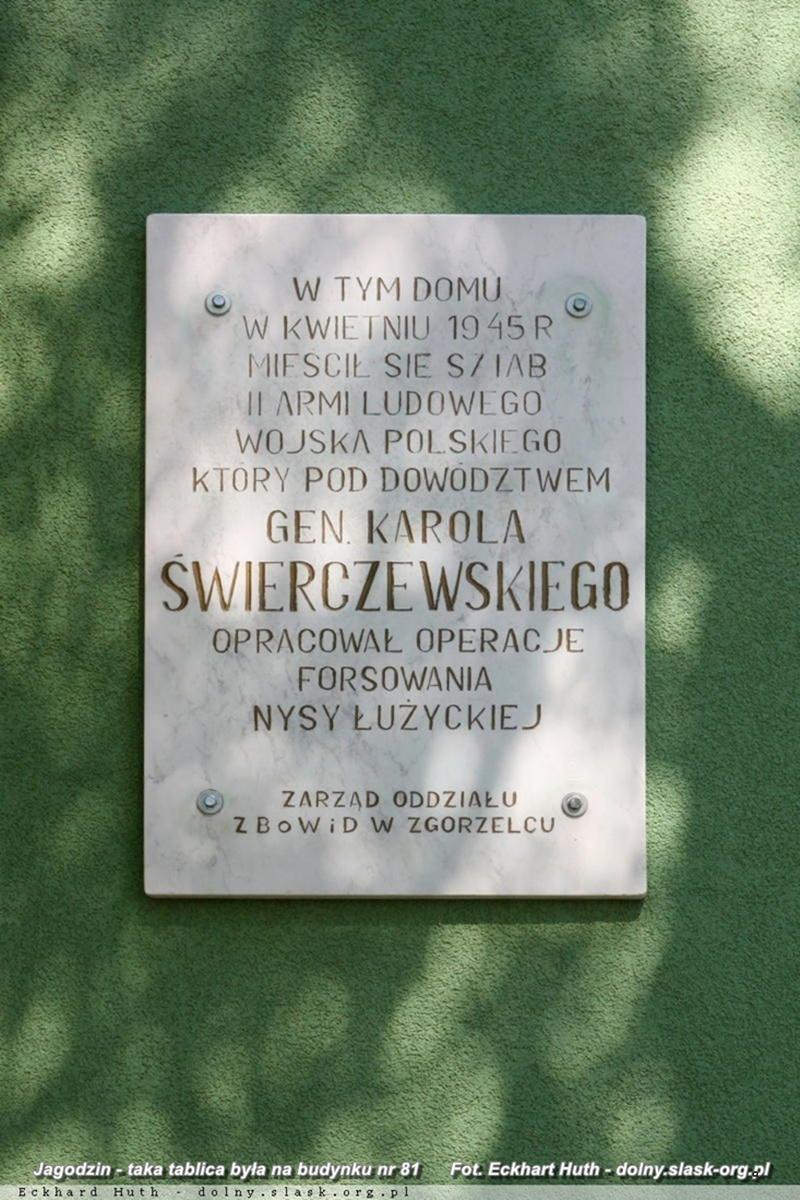 W TYM DOMU
W KWIETNIU 1945 R
MIEŚCIŁ SIE SZTAB
II ARMI LUDOWEGO
WOJSKA POLSKIEGO
KTÓRY POD DOWÓDZTWEM
GEN. KAROLA
ŚWIERCZEWSKIEGO
OPRACOWAŁ OPERACJE
FORSOWANIA
NYSY ŁUŻYCKIEJ
ZARZĄD ODDZIAŁU
ZBoWiD W ZGORZELCU
Jagodzin - taka tablica była na budynku nr 81 Fot. Eckhart Huth - dolny.slask-org.pl
Eckhard Huth - dolny.slask.org.pl